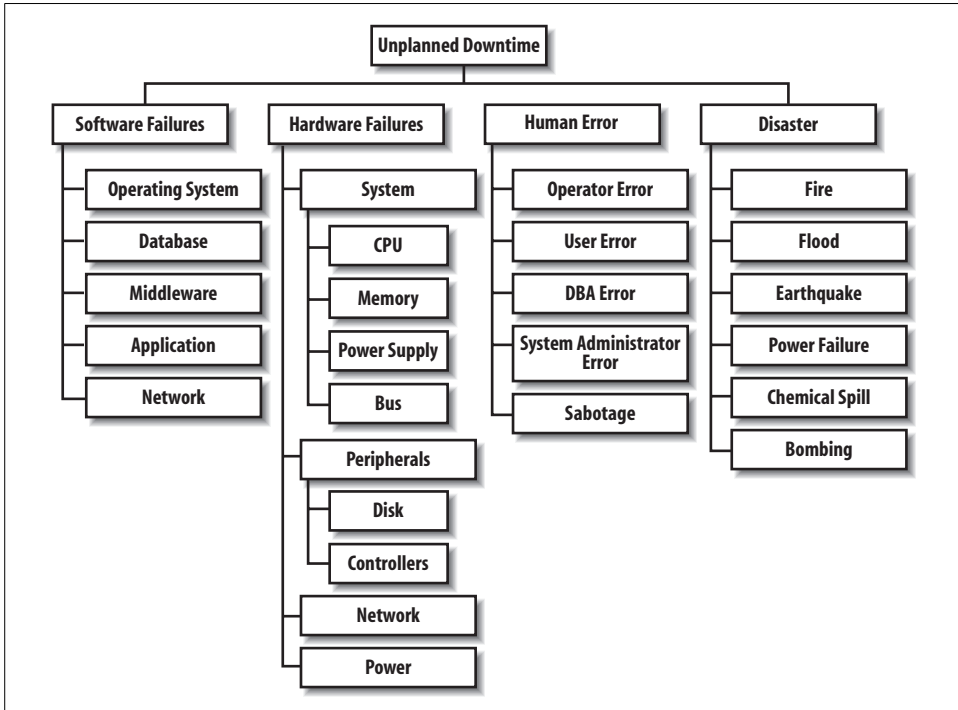 Unplanned Downtime
Software Failures
Operating System
Database
Middleware
Application
Network
Hardware Failures
System
CPU
Memory
Power Supply
Bus
Peripherals
Disk
Controllers
Network
Power
Human Error
Operator Error
User Error
DBA Error
System Administrator
Error
Sabotage
Disaster
Fire
Flood
Earthquake
Power Failure
Chemical Spill
Bombing